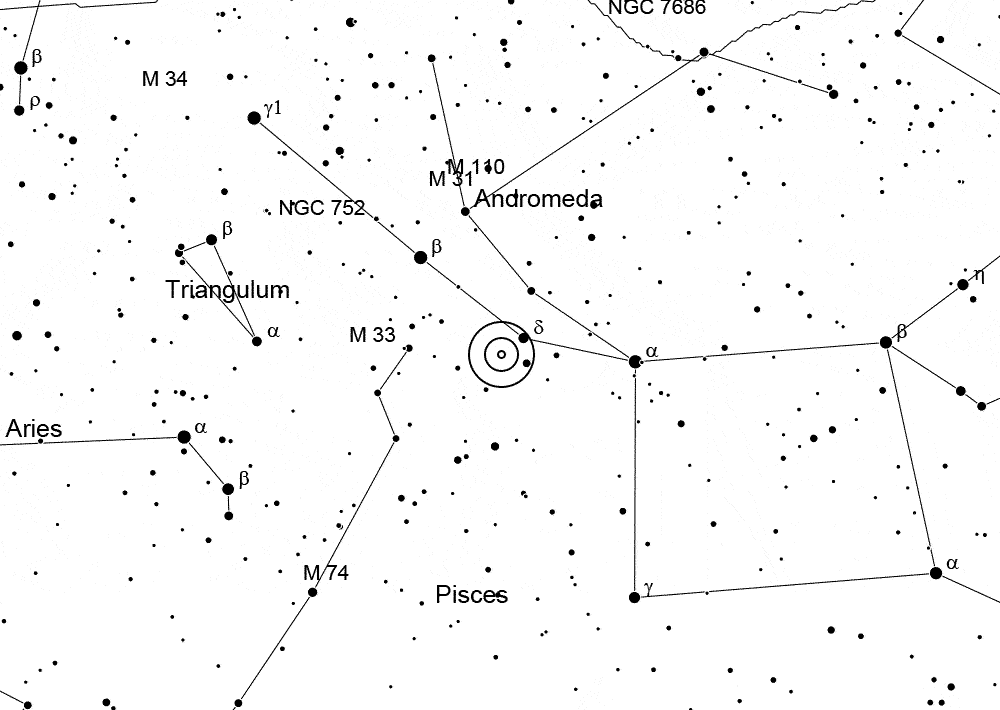 NGC 7686
β
M 34
ρ
γ1
M 110
M 31
Andromeda
NGC 752
β
β
η
Triangulum
δ
β
α
M 33
α
Aries
α
β
α
M 74
γ
Pisces